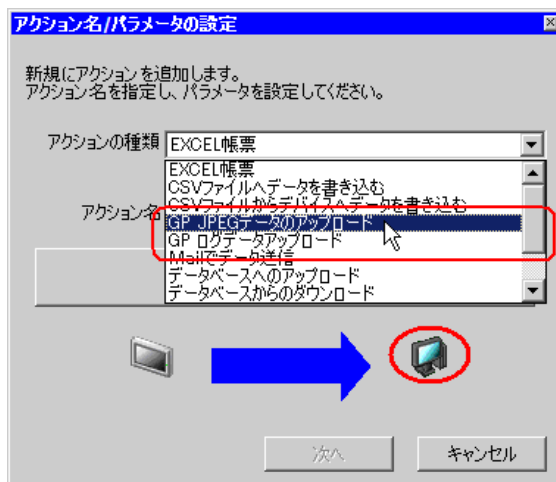 アクション名/パラメータの設定
新規にアクションを追加します。
アクション名を指定し、パラメータを設定してください。
アクションの種類 EXCEL帳票
EXCEL帳票
CSVファイルへデータを書き込む
アクション名 CSVファイルからデバイスへデータを書き込む
GP JPEGデータのアップロード
GP ログデータアップロード
Mailでデータ送信
データベースへのアップロード
データベースからのダウンロード
次へ キャンセル